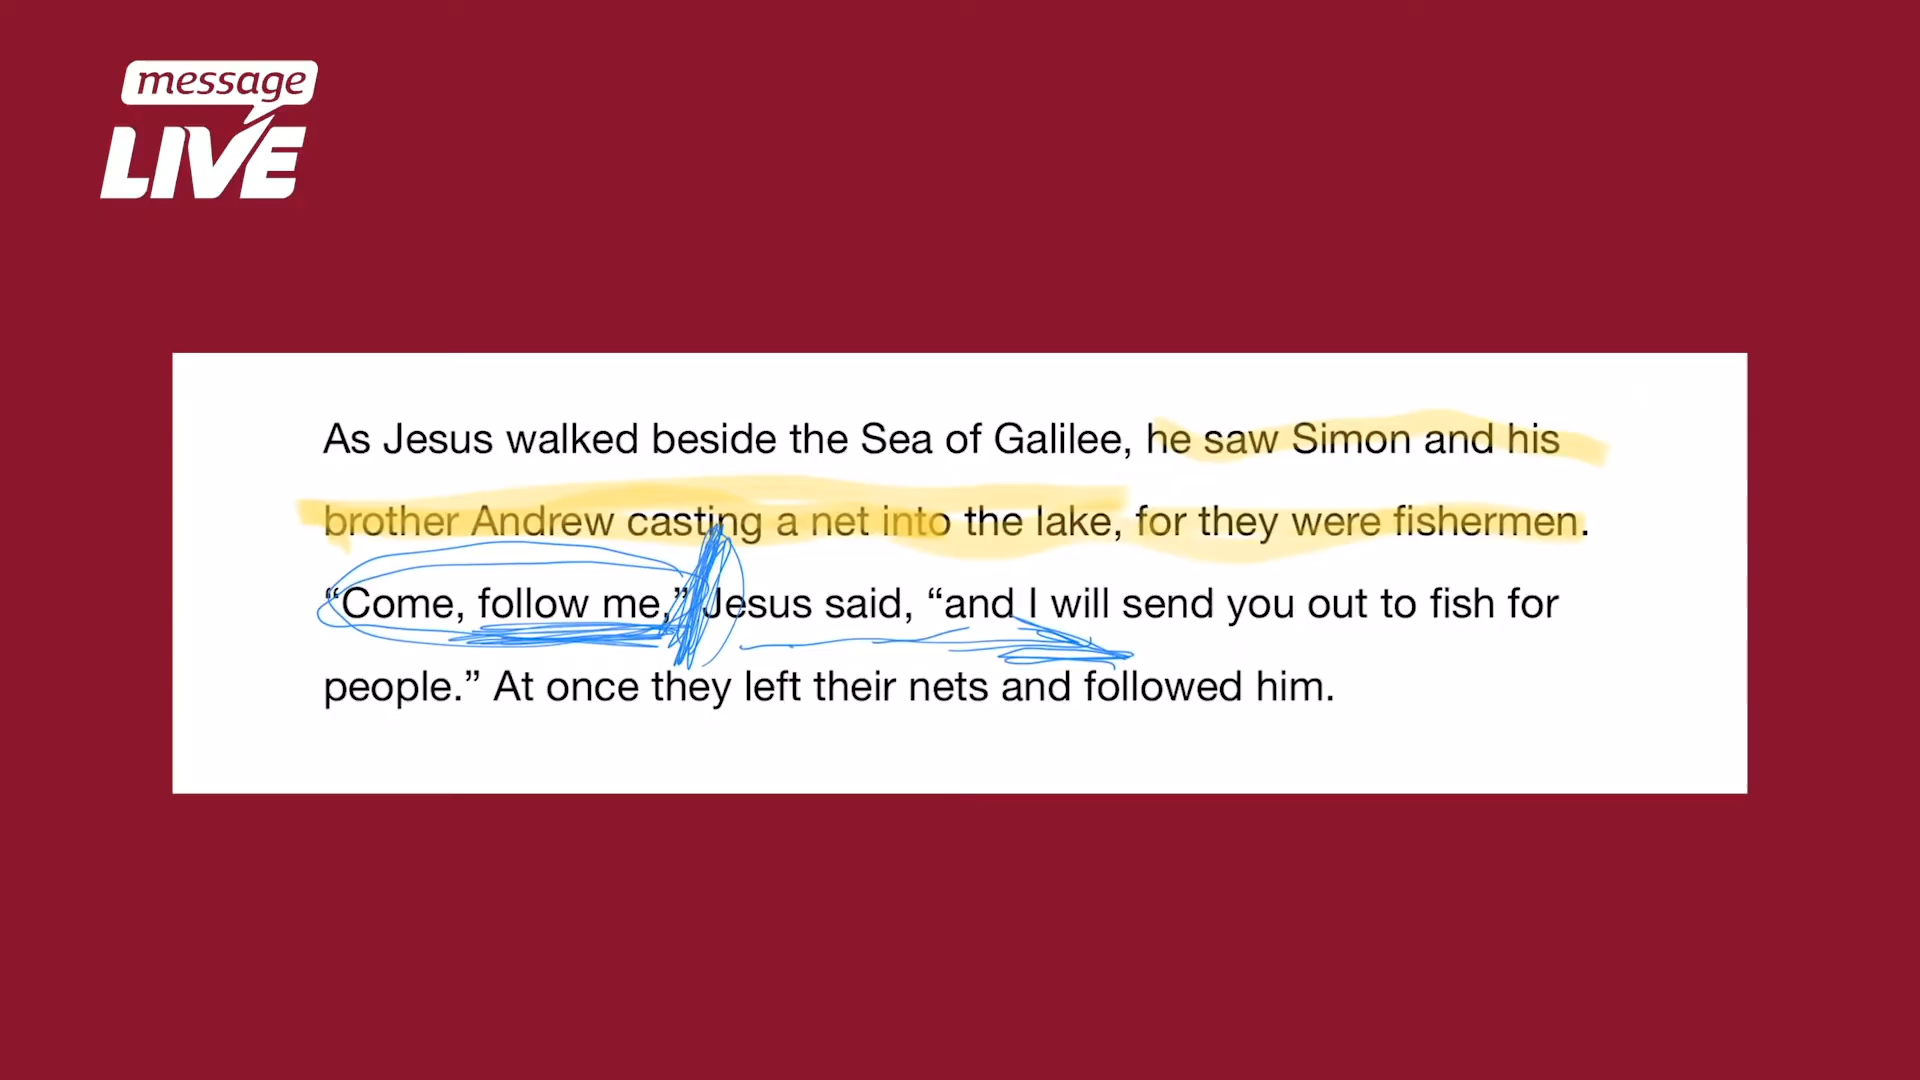 message
LIVE
As Jesus walked beside the Sea of Galilee, he saw Simon and his
brother Andrew casting a net into the lake, for they were fishermen.
“Come, follow me,” Jesus said, “and I will send you out to fish for
people.” At once they left their nets and followed him.